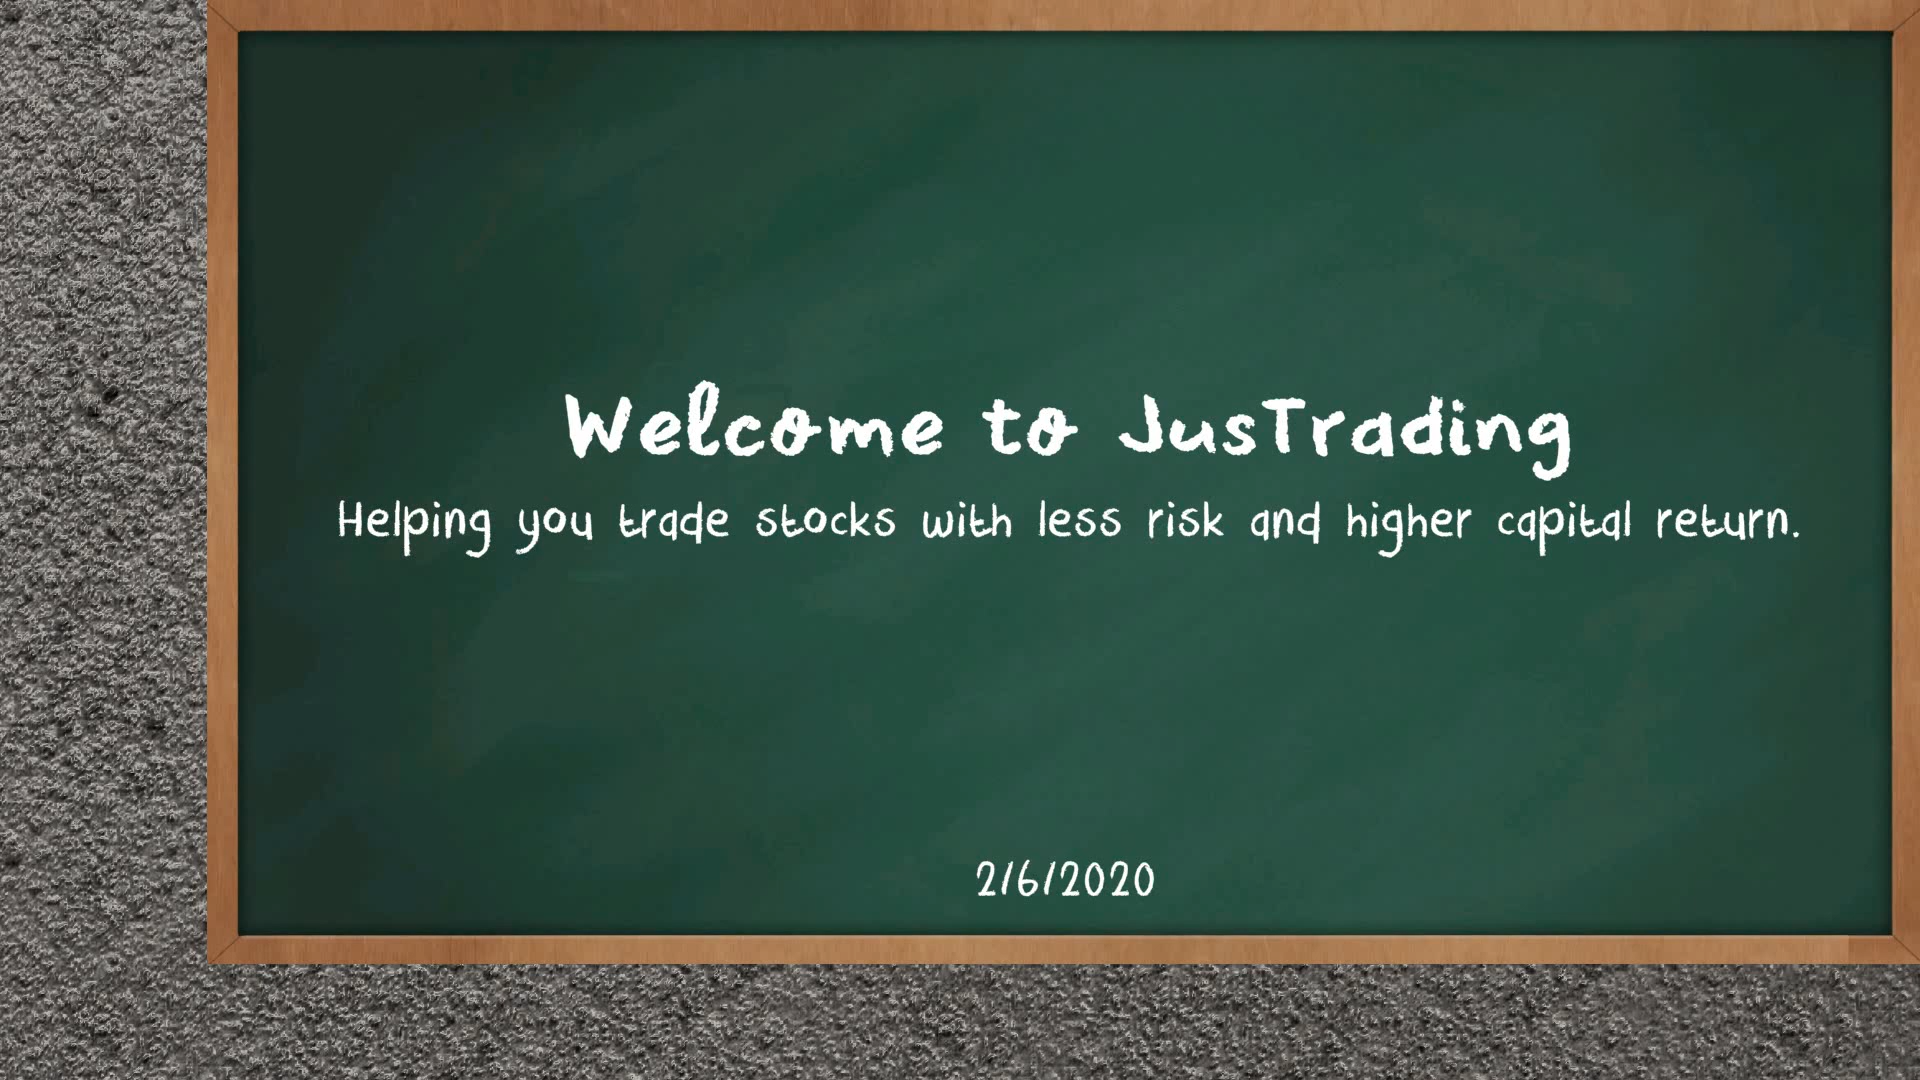 Welcome to JusTrading
Helping you trade stocks with less risk and higher capital return.
2/6/2020